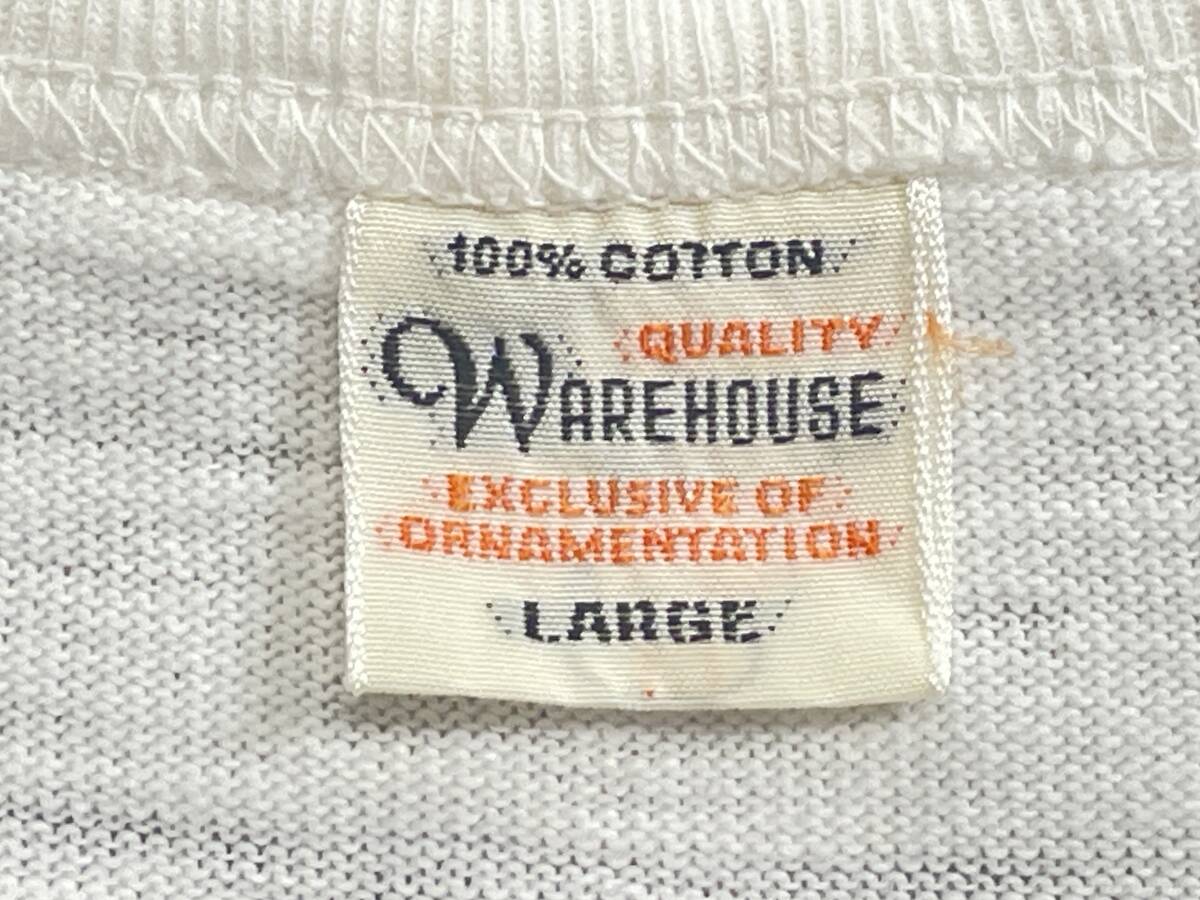 100% COTTON
QUALITY
WAREHOUSE
EXCLUSIVE OF
ORNAMENTATION
LARGE